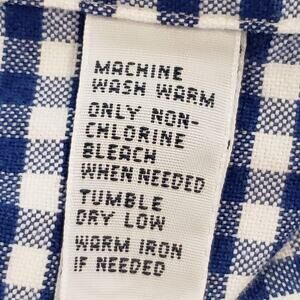 MACHINE
WASH WARM
ONLY NON-
CHLORINE
BLEACH
WHEN NEEDED
TUMBLE
DRY LOW
WARM IRON
IF NEEDED